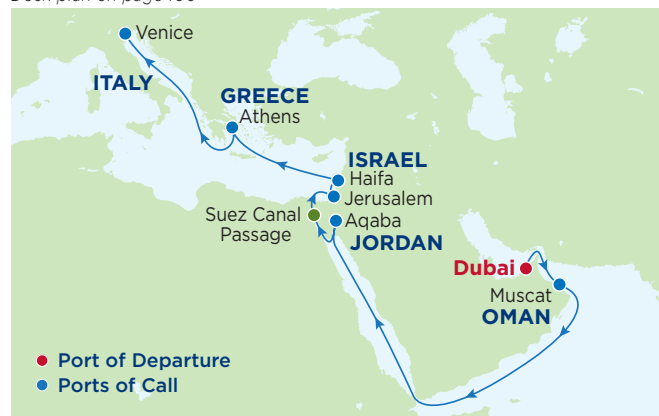 Venice
ITALY
GREECE
Athens
ISRAEL
Haifa
Jerusalem
Suez Canal
Passage
Aqaba
JORDAN
Dubai
Muscat
OMAN
Port of Departure
Ports of Call